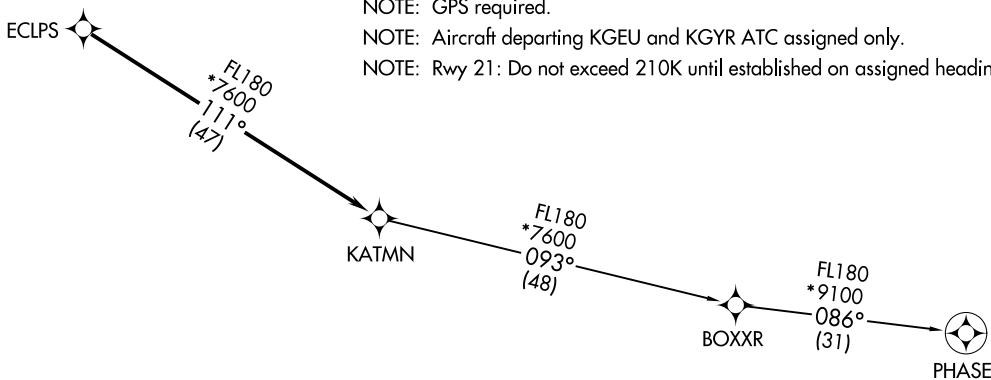 NOTE: GPS required.
NOTE: Aircraft departing KGEU and KGYR ATC assigned only.
NOTE: Rwy 21: Do not exceed 210K until established on assigned headin
ECLPS
FL180
*7600
111°
(47)
KATMN
FL180
*7600
093°
(48)
BOXXR
FL180
*9100
086°
(31)
PHASE